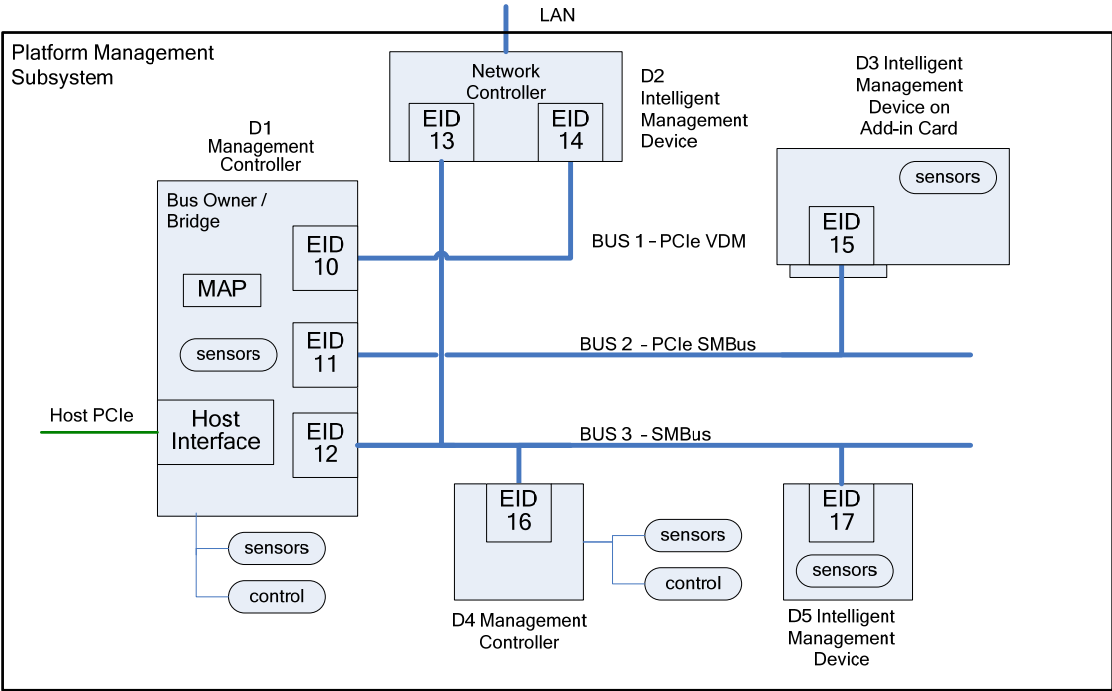 LAN
Platform Management
Subsystem
Network
Controller
EID
13
EID
14
D2
Intelligent
Management
Device
D3 Intelligent
Management
Device on
Add-in Card
sensors
EID
15
D1
Management
Controller
Bus Owner /
Bridge
EID
10
MAP
sensors
EID
11
Host
Interface
EID
12
Host PCIe
BUS 1 - PCIe VDM
BUS 2 - PCIe SMBus
BUS 3 - SMBus
sensors
control
EID
16
sensors
control
D4 Management
Controller
EID
17
sensors
D5 Intelligent
Management
Device